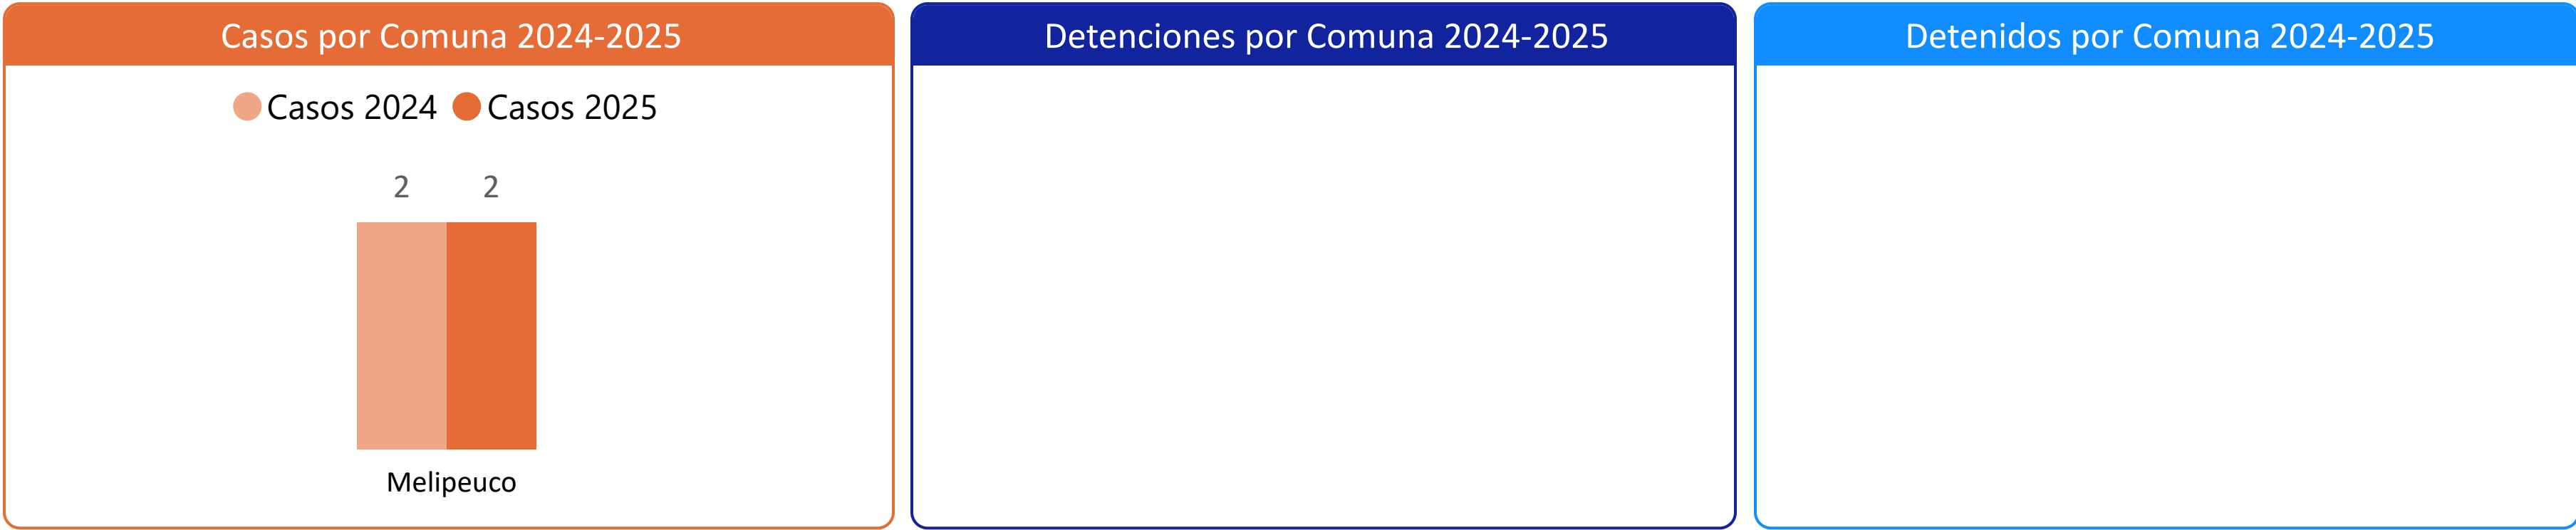 Casos por Comuna 2024-2025
Casos 2024 Casos 2025
2 2
Melipeuco
Detenciones por Comuna 2024-2025
Detenidos por Comuna 2024-2025